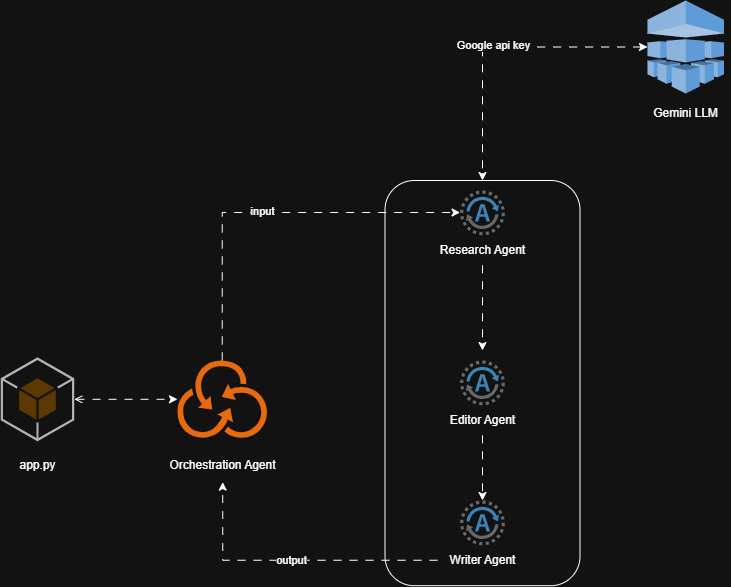 Google api key
Gemini LLM
input
Research Agent
Editor Agent
app.py
Orchestration Agent
output
Writer Agent